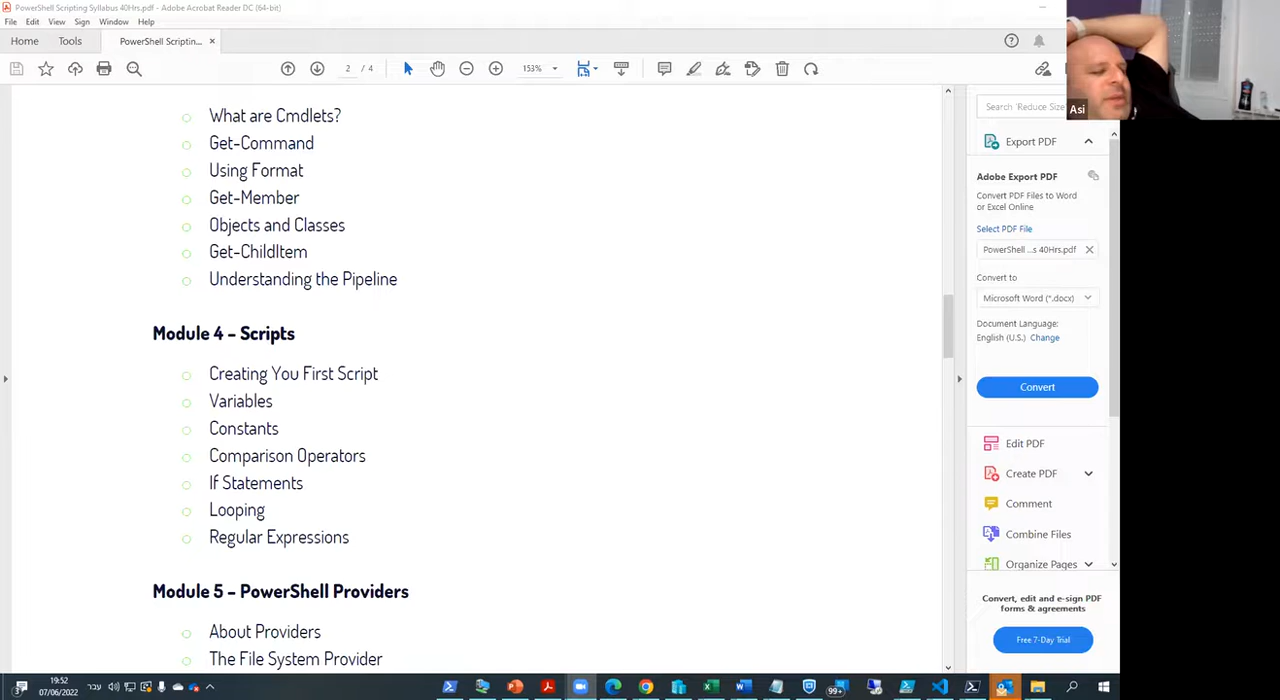 PowerShell Scripting Syllabus 40Hrs.pdf - Adobe Acrobat Reader DC (64-bit)
File Edit View Sign Window Help
Home Tools PowerShell Scriptin... ×
2 / 4 153%
What are Cmdlets?
Get-Command
Using Format
Get-Member
Objects and Classes
Get-ChildItem
Understanding the Pipeline
Module 4 – Scripts
Creating You First Script
Variables
Constants
Comparison Operators
If Statements
Looping
Regular Expressions
Module 5 – PowerShell Providers
About Providers
The File System Provider
Asi
Search 'Reduce Size
Export PDF
Adobe Export PDF
Convert PDF Files to Word
or Excel Online
Select PDF File
PowerShell ...s 40Hrs.pdf
Convert to
Microsoft Word (*.docx)
Document Language:
English (U.S.) Change
Convert
Edit PDF
Create PDF
Comment
Combine Files
Organize Pages
Convert, edit and e-sign PDF
forms & agreements
Free 7-Day Trial
19:52
07/06/2022
עבר
99+